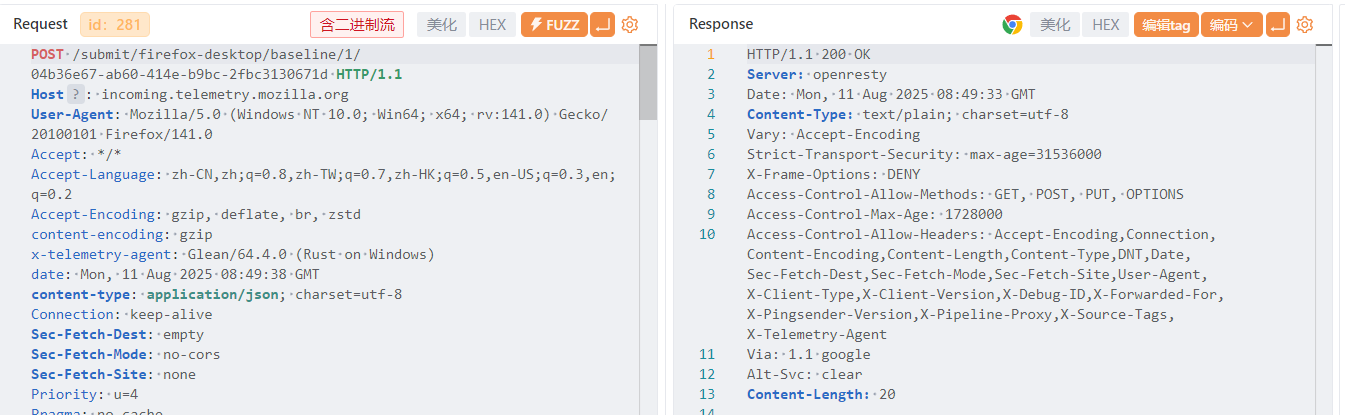 Request id: 281 含二进制流 美化 HEX FUZZ
POST /submit/firefox-desktop/baseline/1/
04b36e67-ab60-414e-b9bc-2fbc3130671d HTTP/1.1
Host ? : incoming.telemetry.mozilla.org
User-Agent: Mozilla/5.0 (Windows NT 10.0; Win64; x64; rv:141.0) Gecko/
20100101 Firefox/141.0
Accept: */*
Accept-Language: zh-CN,zh;q=0.8,zh-TW;q=0.7,zh-HK;q=0.5,en-US;q=0.3,en;
q=0.2
Accept-Encoding: gzip, deflate, br, zstd
content-encoding: gzip
x-telemetry-agent: Glean/64.4.0 (Rust on Windows)
date: Mon, 11 Aug 2025 08:49:38 GMT
content-type: application/json; charset=utf-8
Connection: keep-alive
Sec-Fetch-Dest: empty
Sec-Fetch-Mode: no-cors
Sec-Fetch-Site: none
Priority: u=4
Pragma: no-cache
Response 美化 HEX 编辑tag 编码
1 HTTP/1.1 200 OK
2 Server: openresty
3 Date: Mon, 11 Aug 2025 08:49:33 GMT
4 Content-Type: text/plain; charset=utf-8
5 Vary: Accept-Encoding
6 Strict-Transport-Security: max-age=31536000
7 X-Frame-Options: DENY
8 Access-Control-Allow-Methods: GET, POST, PUT, OPTIONS
9 Access-Control-Max-Age: 1728000
10 Access-Control-Allow-Headers: Accept-Encoding,Connection,
Content-Encoding,Content-Length,Content-Type,DNT,Date,
Sec-Fetch-Dest,Sec-Fetch-Mode,Sec-Fetch-Site,User-Agent,
X-Client-Type,X-Client-Version,X-Debug-ID,X-Forwarded-For,
X-Pingsender-Version,X-Pipeline-Proxy,X-Source-Tags,
X-Telemetry-Agent
11 Via: 1.1 google
12 Alt-Svc: clear
13 Content-Length: 20
14